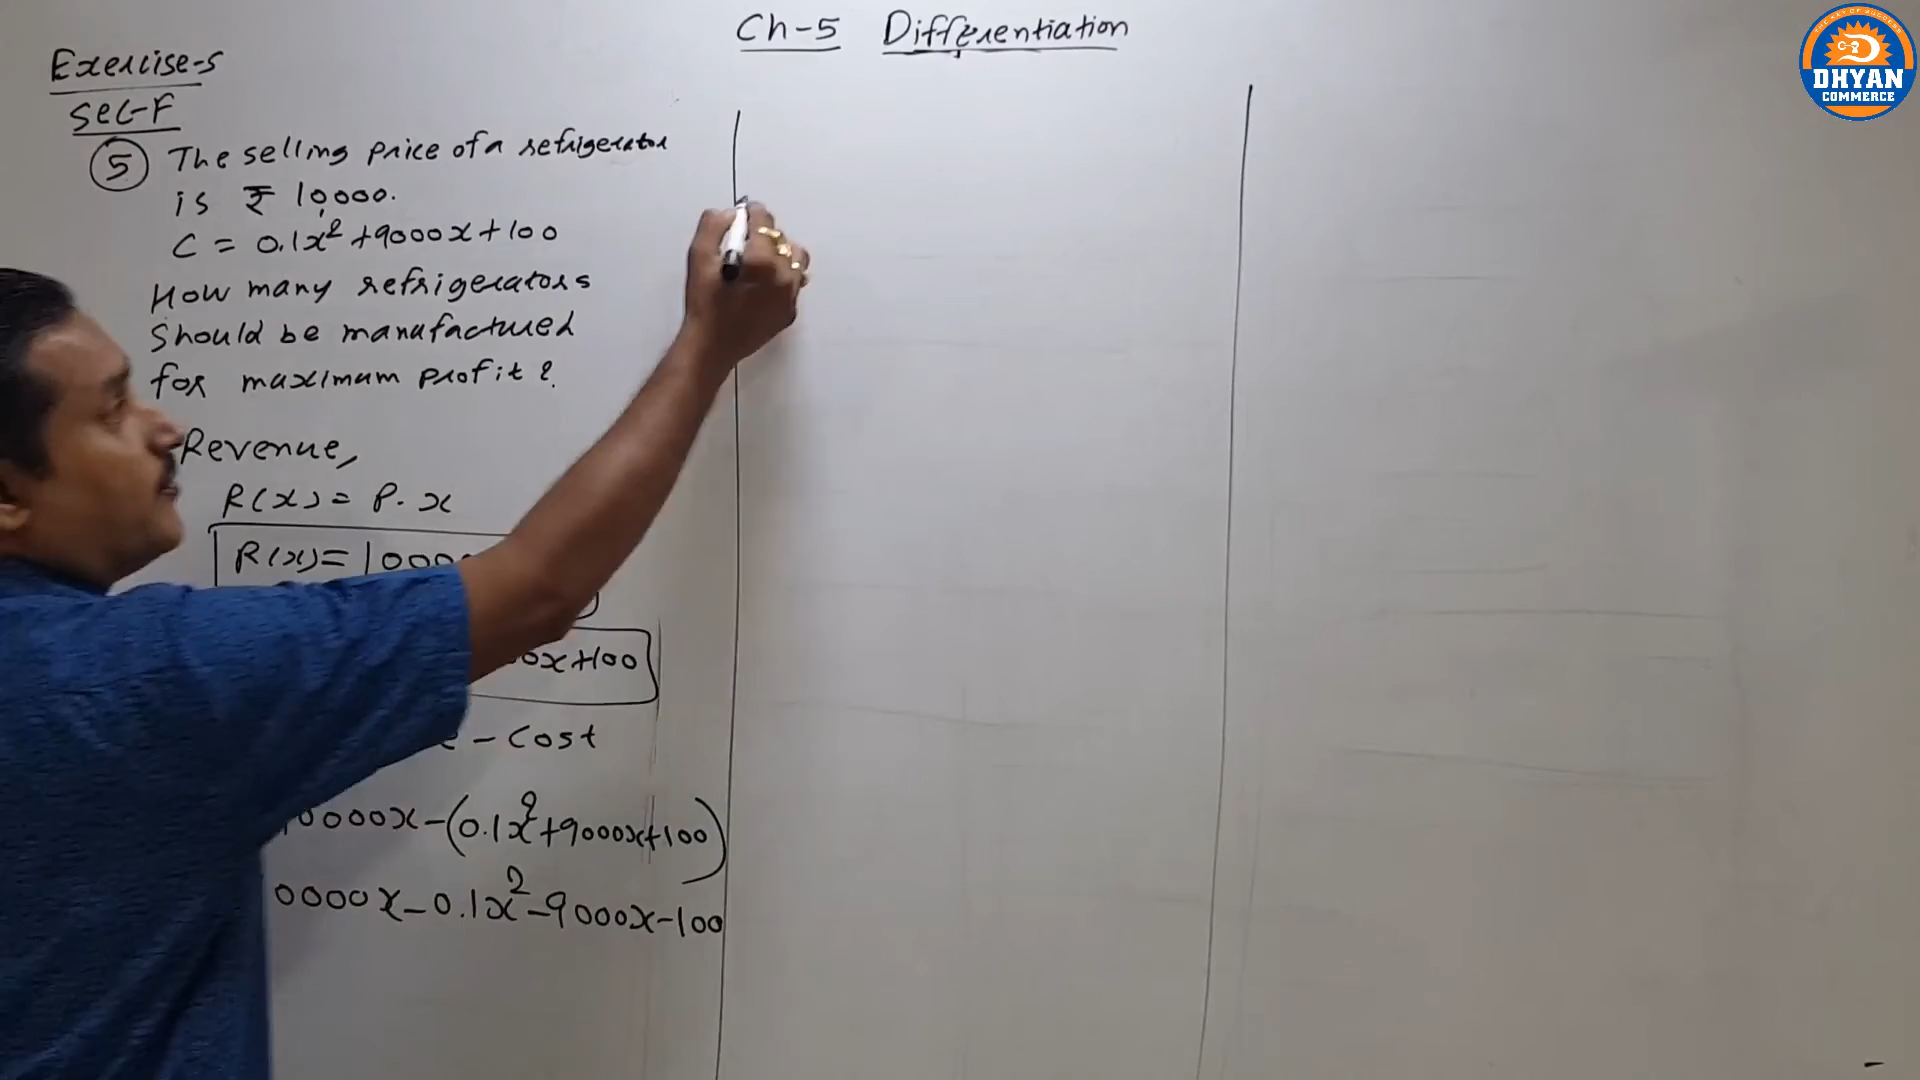 Ch-5 Differentiation
Exercise-5
Sec-F
5 The selling price of a refrigerator
is ₹ 10,000.
C = 0.1x² + 9000x + 100
How many refrigerators
should be manufactured
for maximum profit ?
Revenue,
R(x) = P. x
R(x) = 1000
00x + 100
- Cost
0000x - (0.1x² + 9000x + 100)
0000x - 0.1x² - 9000x - 100
DHYAN
COMMERCE